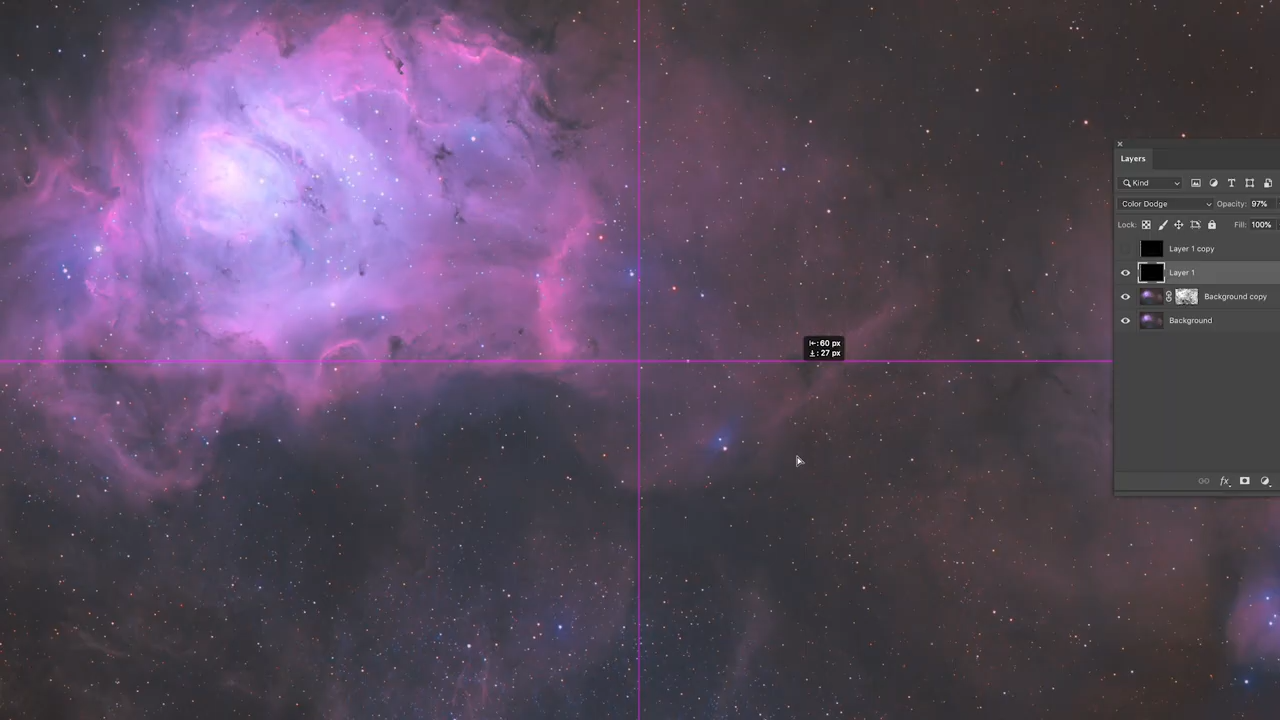 Layers
Kind
Color Dodge Opacity: 97%
Lock: Fill: 100%
Layer 1 copy
Layer 1
Background copy
Background
: 60 px
: 27 px
fx